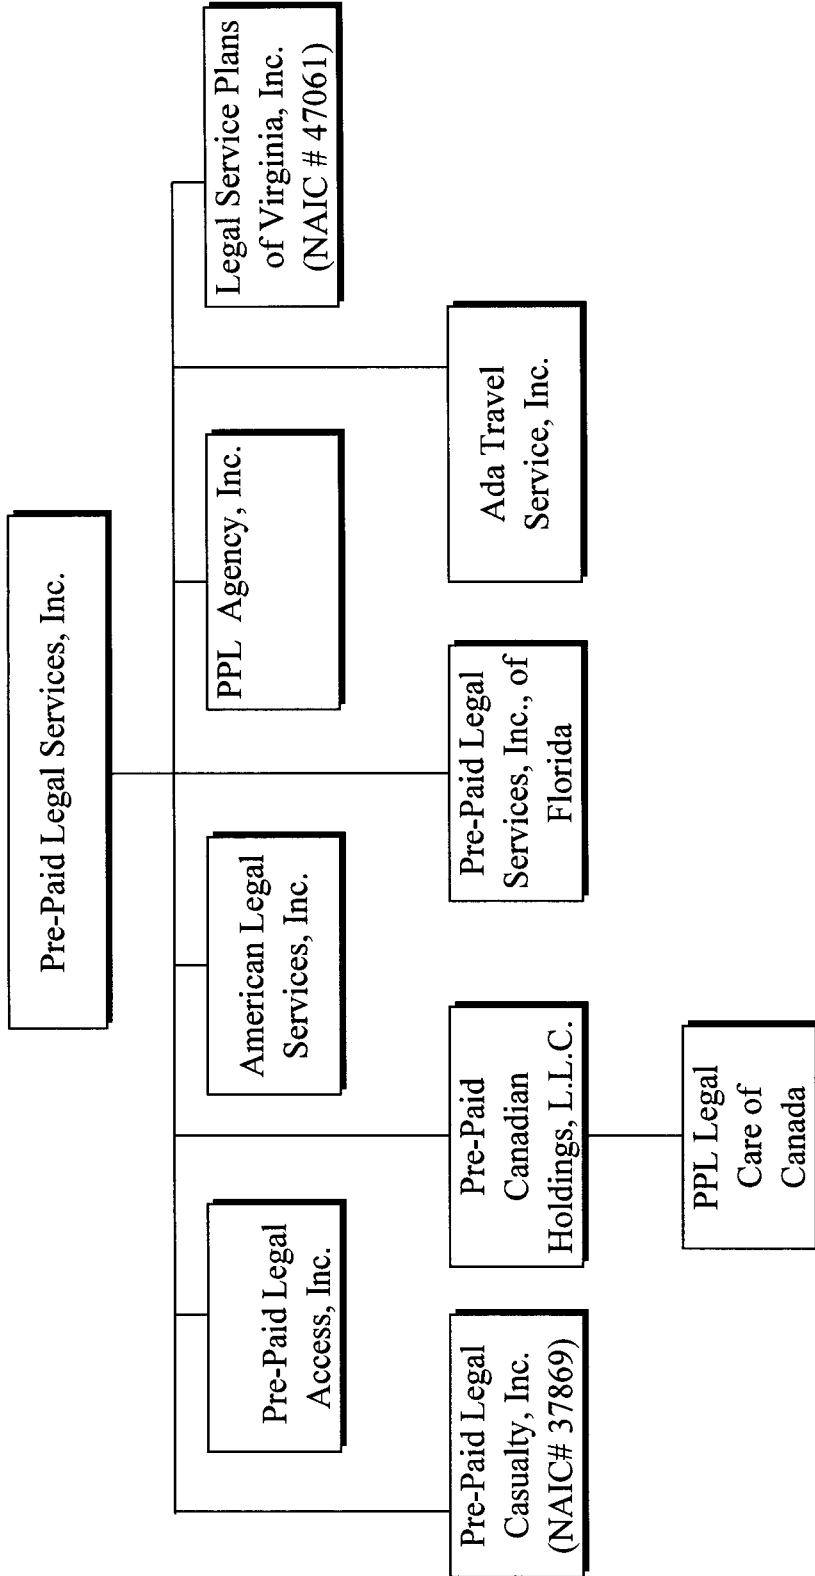 Pre-Paid Legal Services, Inc.
Pre-Paid Legal
Access, Inc.
American Legal
Services, Inc.
PPL Agency, Inc.
Legal Service Plans
of Virginia, Inc.
(NAIC # 47061)
Pre-Paid Legal
Casualty, Inc.
(NAIC# 37869)
Pre-Paid
Canadian
Holdings, L.L.C.
Pre-Paid Legal
Services, Inc., of
Florida
Ada Travel
Service, Inc.
PPL Legal
Care of
Canada